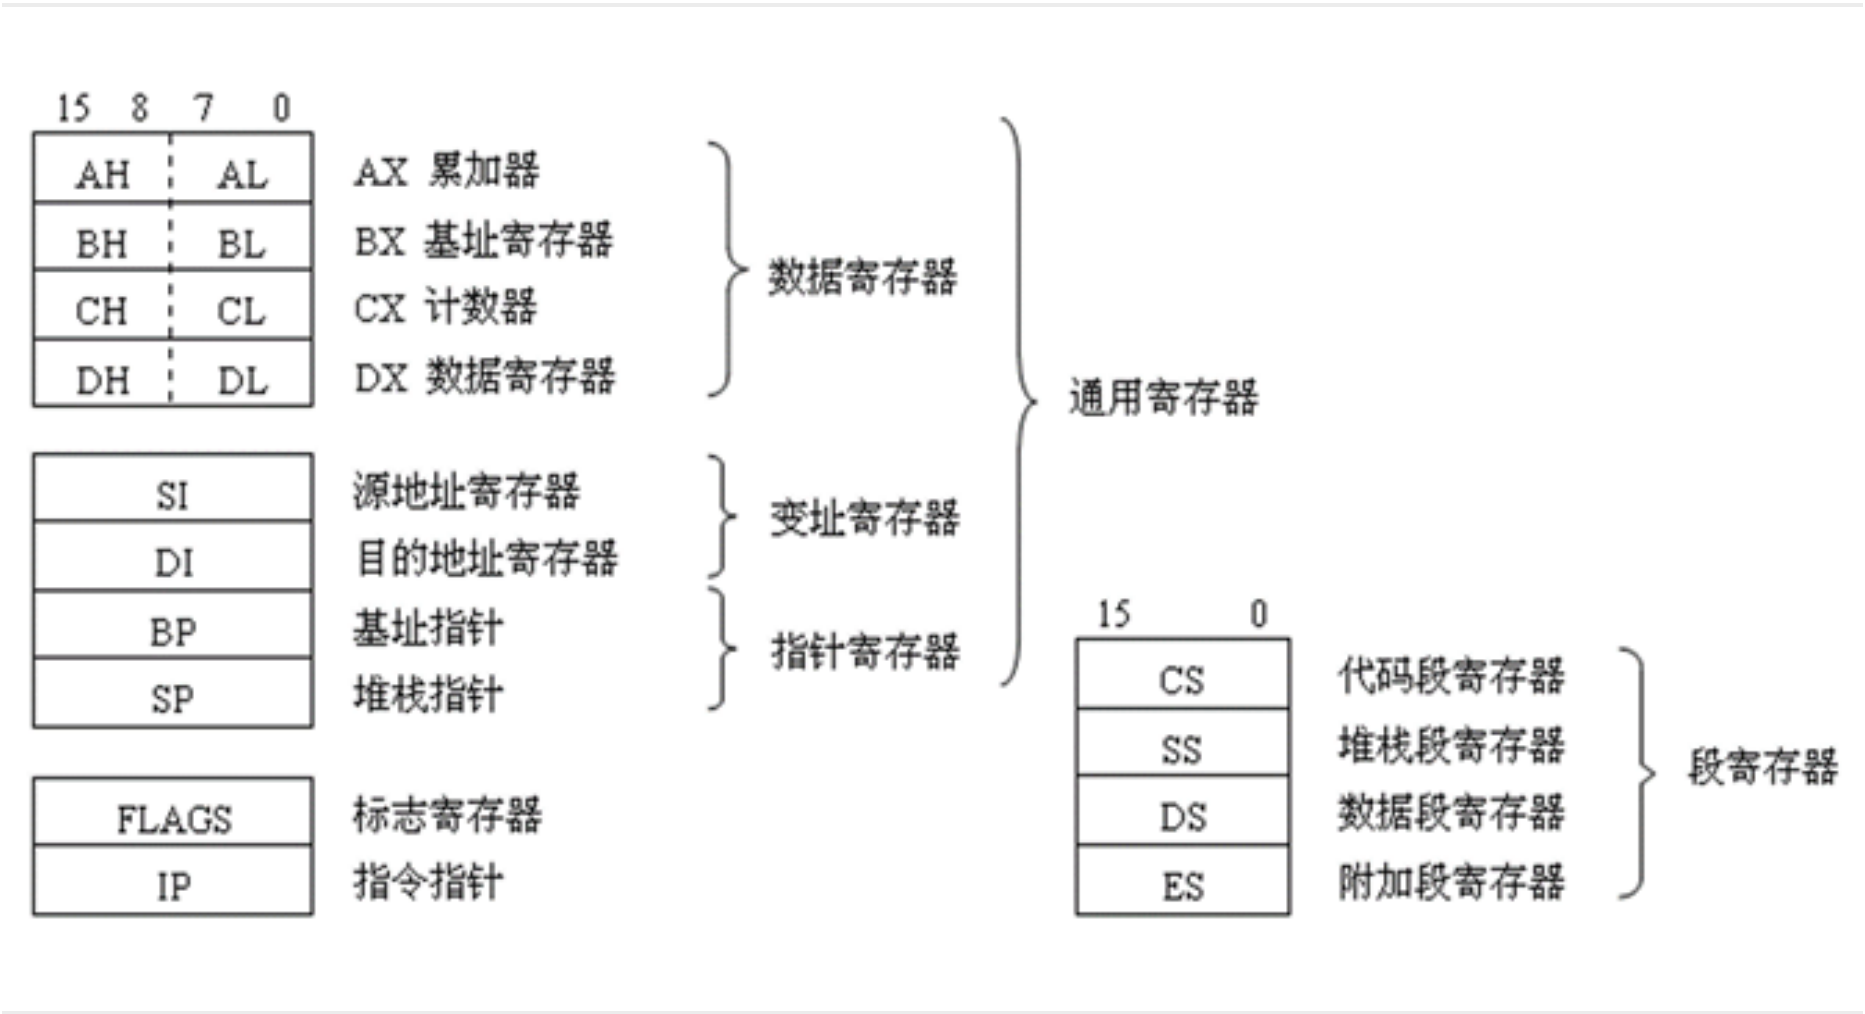 15 8 7 0
AH AL AX 累加器
BH BL BX 基址寄存器
数据寄存器
CH CL CX 计数器
DH DL DX 数据寄存器
通用寄存器
SI 源地址寄存器
变址寄存器
DI 目的地址寄存器
BP 基址指针
指针寄存器
SP 堆栈指针
FLAGS 标志寄存器
IP 指令指针
15 0
CS 代码段寄存器
SS 堆栈段寄存器
段寄存器
DS 数据段寄存器
ES 附加段寄存器